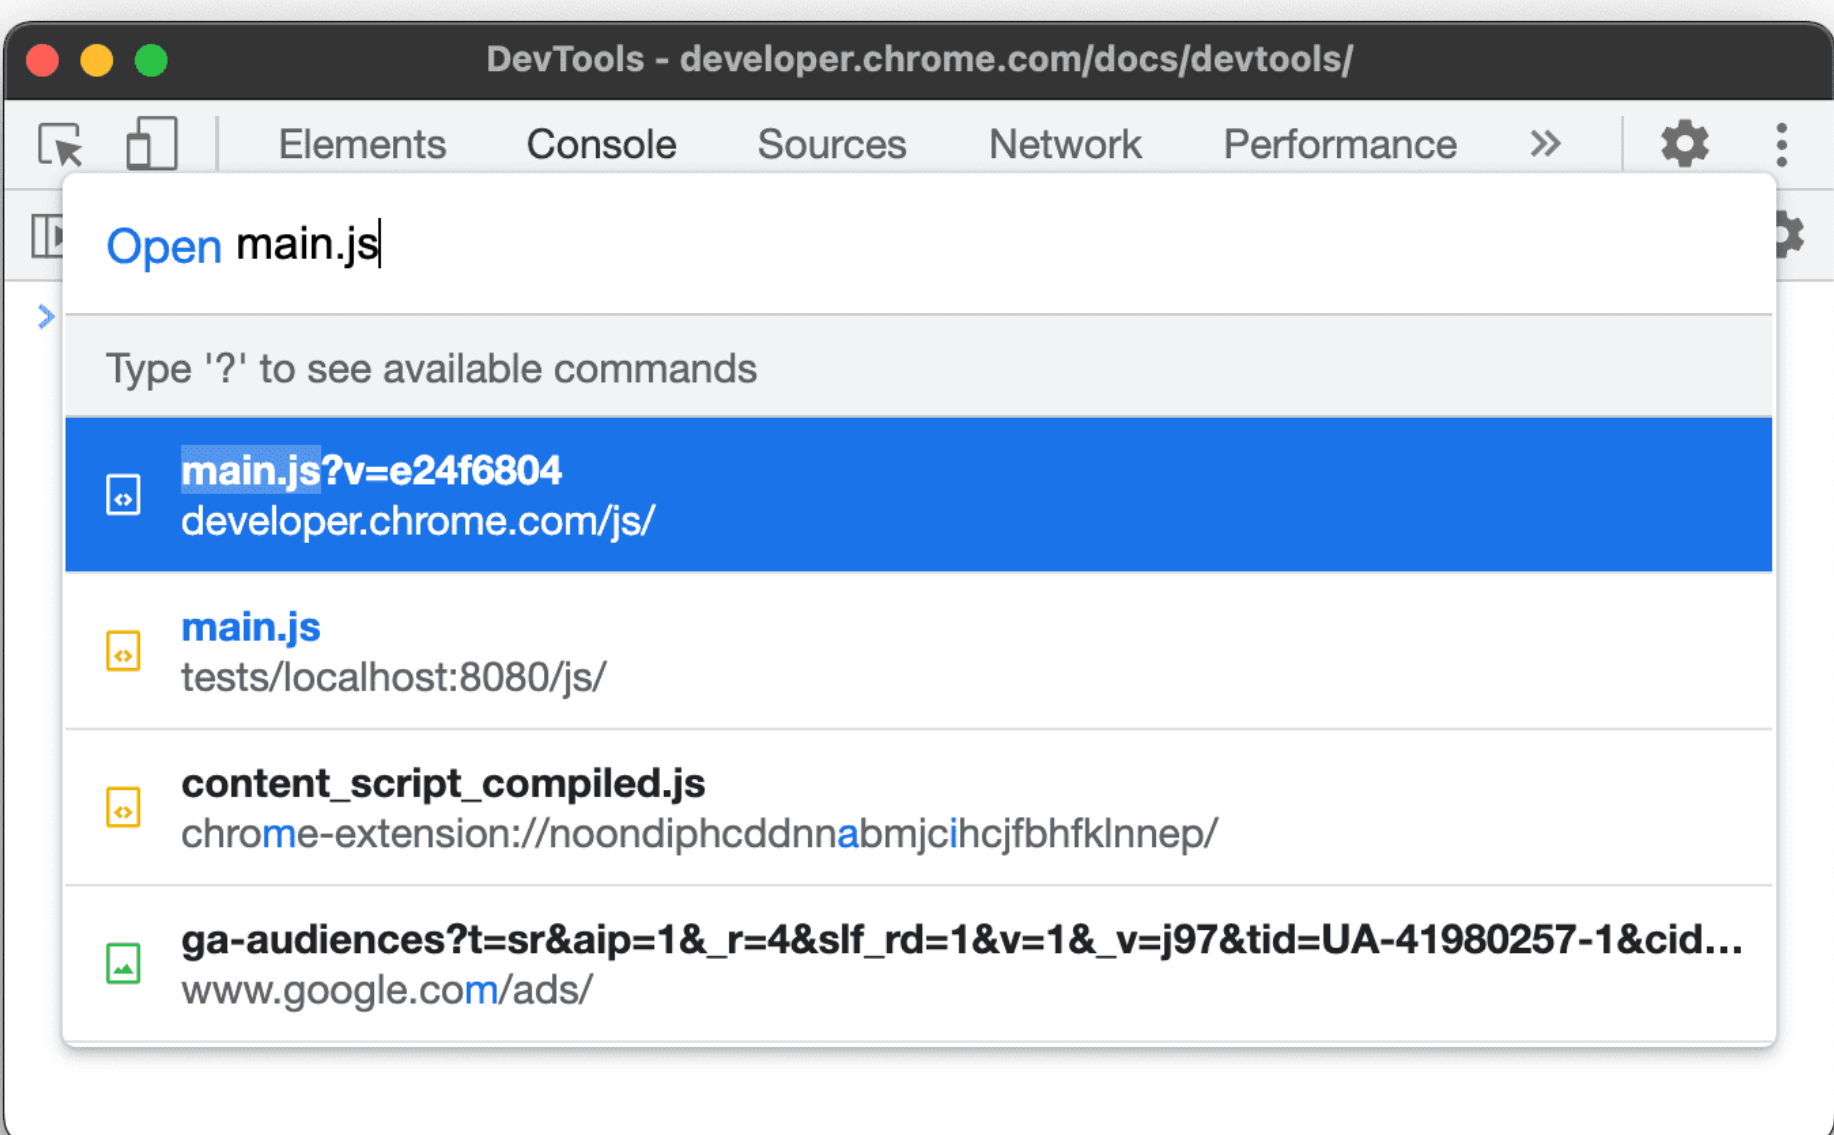 DevTools - developer.chrome.com/docs/devtools/
Elements Console Sources Network Performance
Open main.js
Type '?' to see available commands
main.js?v=e24f6804
developer.chrome.com/js/
main.js
tests/localhost:8080/js/
content_script_compiled.js
chrome-extension://noondiphcddnnabmjcihcjfbhfklnnep/
ga-audiences?t=sr&aip=1&_r=4&slf_rd=1&v=1&_v=j97&tid=UA-41980257-1&cid...
www.google.com/ads/